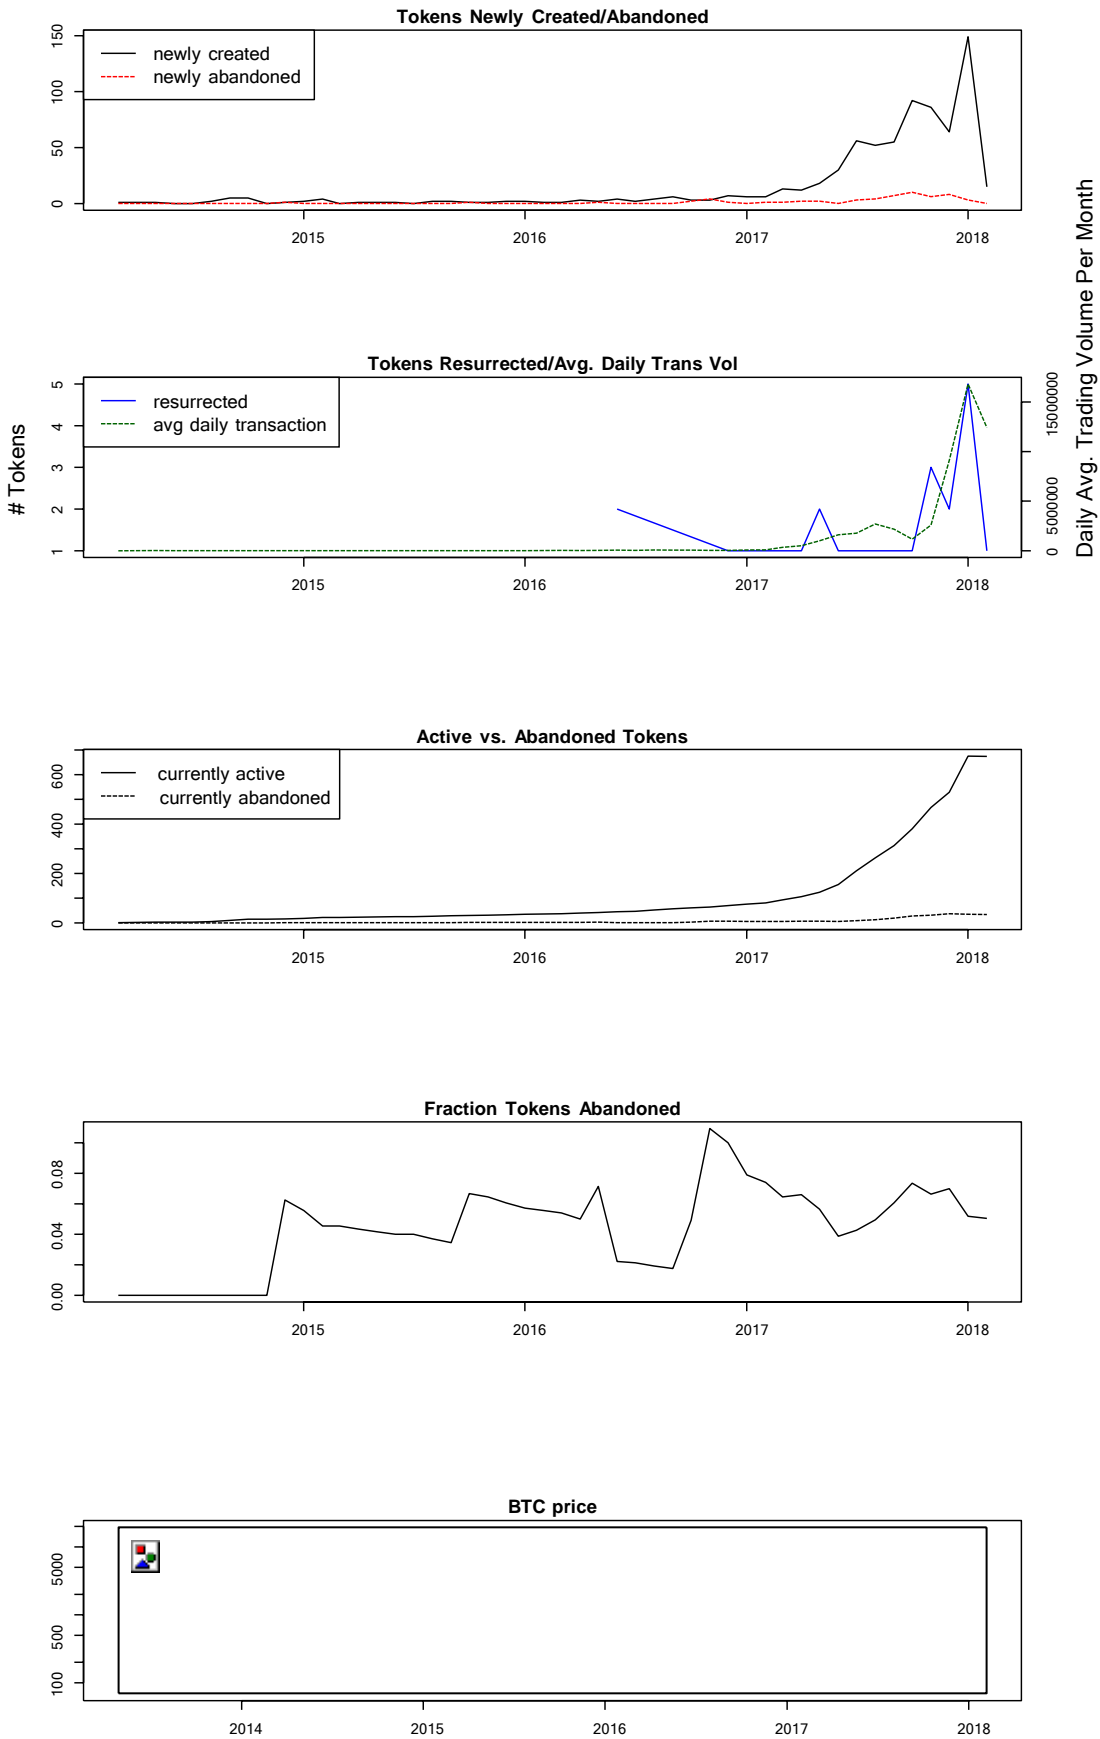 Tokens Newly Created/Abandoned
newly created
newly abandoned
150
100
50
0
2015 2016 2017 2018
Tokens Resurrected/Avg. Daily Trans Vol
resurrected
avg daily transaction
# Tokens
5
4
3
2
1
Daily Avg. Trading Volume Per Month
15000000
5000000
0
2015 2016 2017 2018
Active vs. Abandoned Tokens
currently active
currently abandoned
600
400
200
0
2015 2016 2017 2018
Fraction Tokens Abandoned
0.08
0.04
0.00
2015 2016 2017 2018
BTC price
5000
500
100
2014 2015 2016 2017 2018